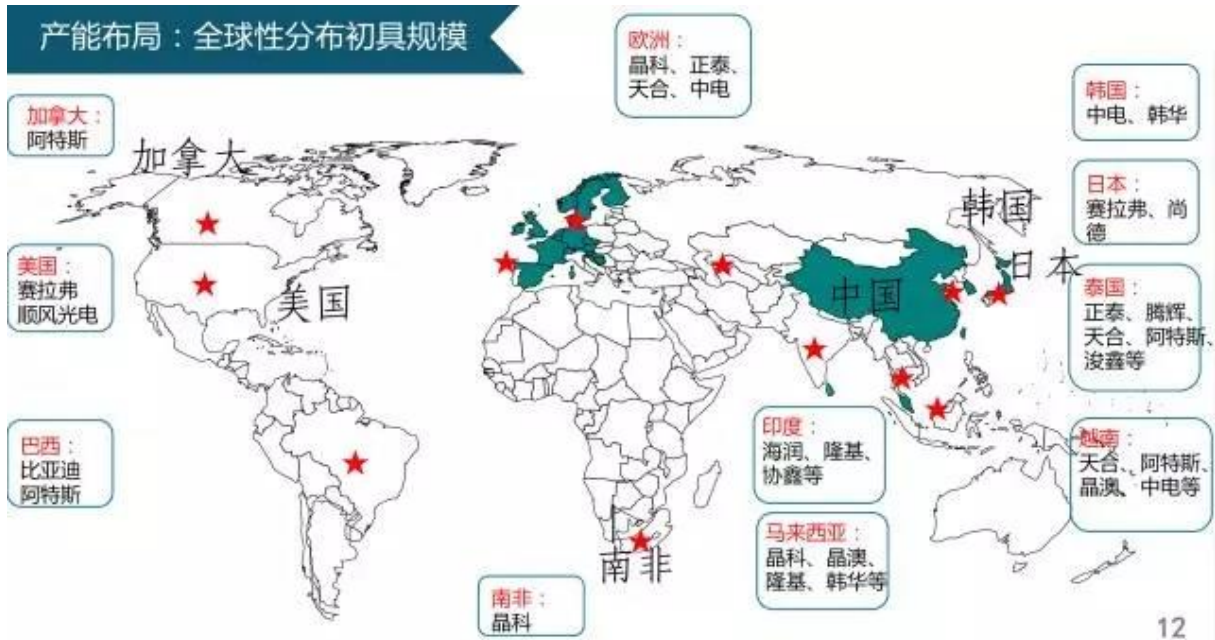 产能布局：全球性分布初具规模
欧洲：
晶科、正泰、
天合、中电
加拿大：
阿特斯
韩国：
中电、韩华
加拿大
日本：
赛拉弗、尚
德
韩国
美国：
赛拉弗
顺风光电
日本
中国
美国
泰国：
正泰、腾辉、
天合、阿特斯、
浚鑫等
巴西：
比亚迪
阿特斯
印度：
海润、隆基、
协鑫等
越南：
天合、阿特斯、
晶澳、中电等
马来西亚：
晶科、晶澳、
隆基、韩华等
南非
南非：
晶科
12